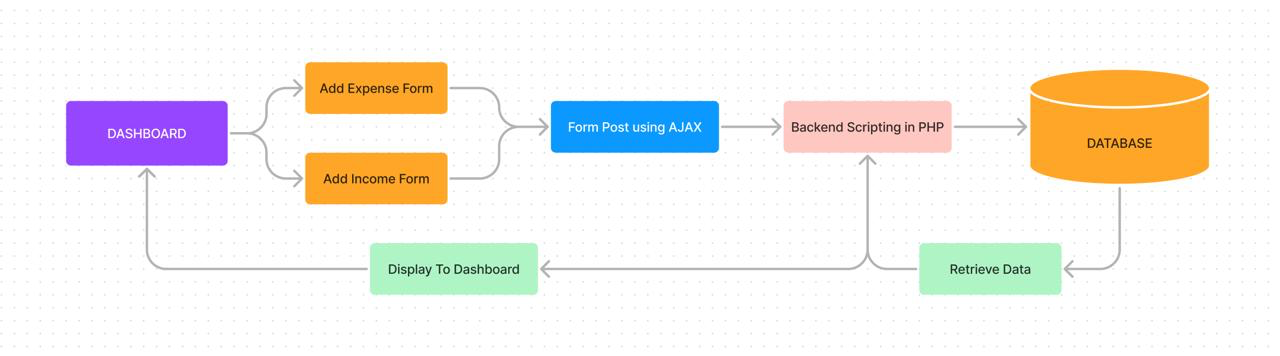 DASHBOARD
Add Expense Form
Add Income Form
Form Post using AJAX
Backend Scripting in PHP
DATABASE
Display To Dashboard
Retrieve Data